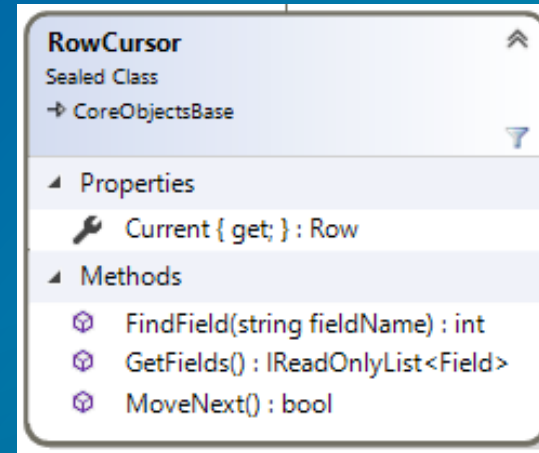 RowCursor
Sealed Class
CoreObjectsBase
Properties
Current { get; } : Row
Methods
FindField(string fieldName) : int
GetFields() : IReadOnlyList<Field>
MoveNext() : bool